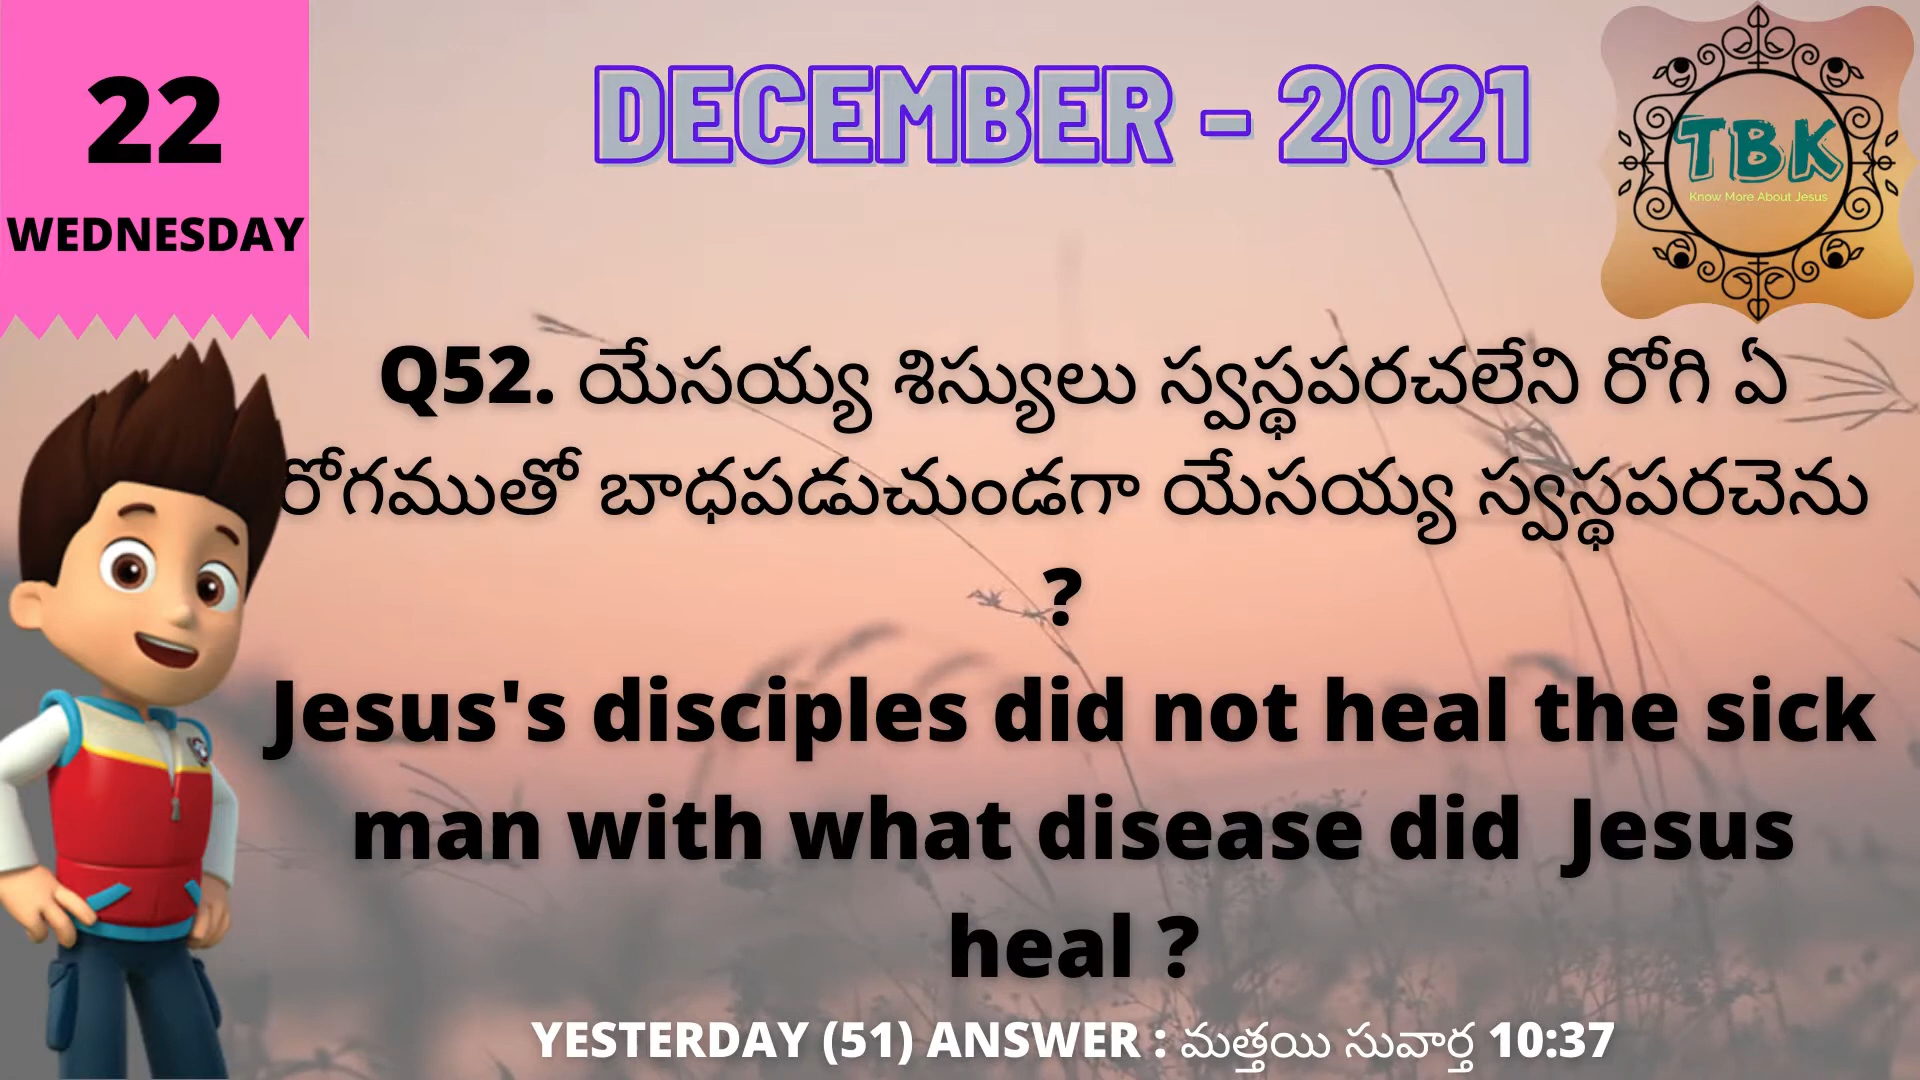 22
WEDNESDAY
DECEMBER - 2021
TBK
Know More About Jesus
Q52. యేసయ్య శిస్యులు స్వస్థపరచలేని రోగి ఏ
రోగముతో బాధపడుచుండగా యేసయ్య స్వస్థపరచెను
?
Jesus's disciples did not heal the sick
man with what disease did Jesus
heal ?
YESTERDAY (51) ANSWER : మత్తయి సువార్త 10:37